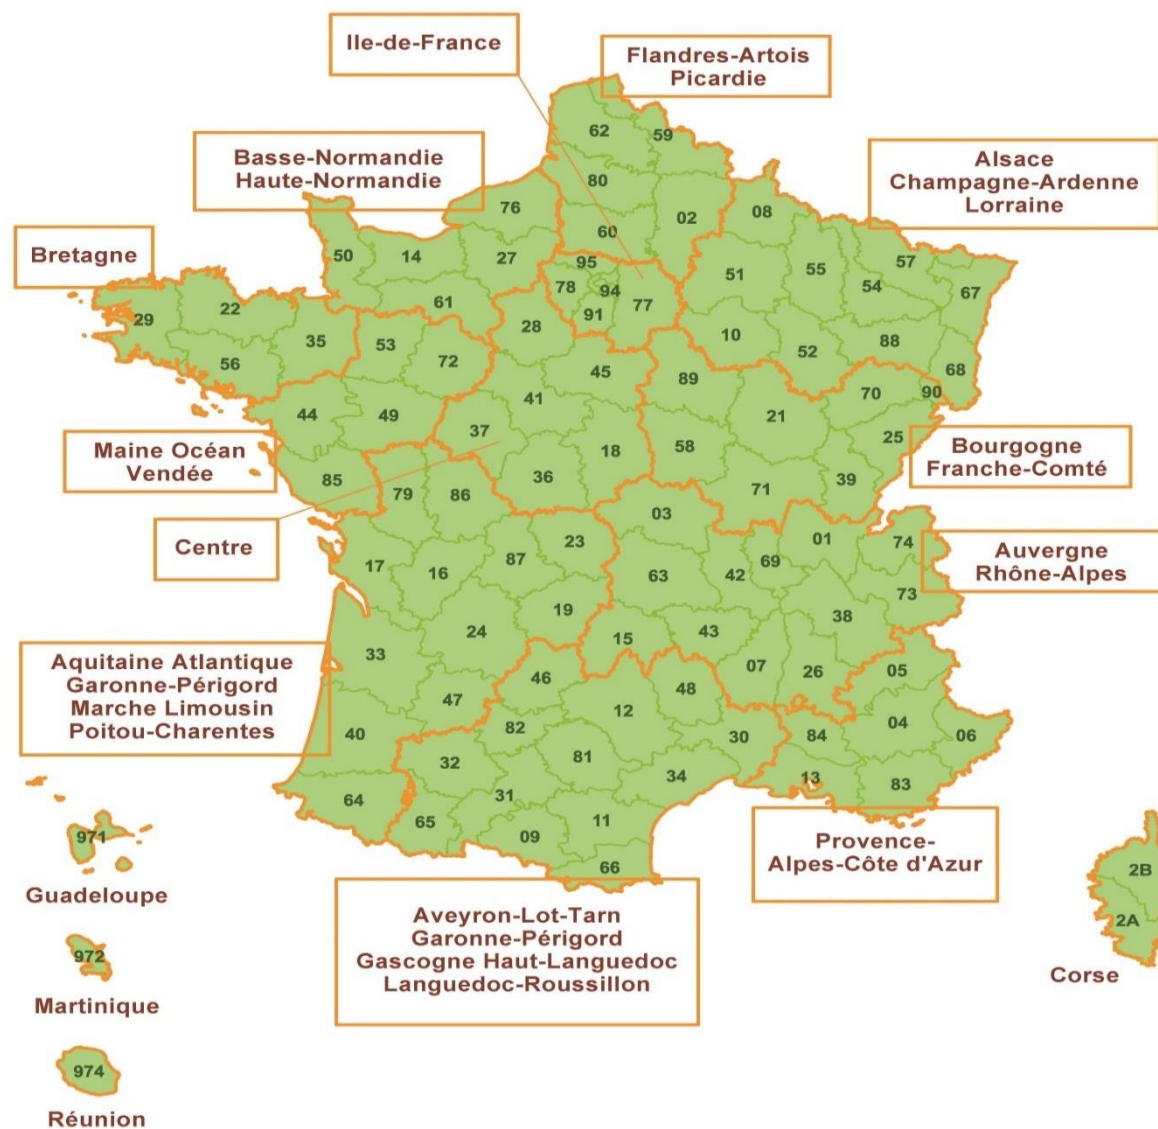 Ile-de-France
Flandres-Artois
Picardie
Basse-Normandie
Haute-Normandie
Alsace
Champagne-Ardenne
Lorraine
Bretagne
Maine Océan
Vendée
Centre
Bourgogne
Franche-Comté
Auvergne
Rhône-Alpes
Aquitaine Atlantique
Garonne-Périgord
Marche Limousin
Poitou-Charentes
Provence-
Alpes-Côte d'Azur
Aveyron-Lot-Tarn
Garonne-Périgord
Gascogne Haut-Languedoc
Languedoc-Roussillon
Guadeloupe
Martinique
Réunion
Corse
62
59
80
76
02
08
60
50
14
27
95
51
55
57
54
67
78
94
77
91
61
22
29
35
56
53
72
28
10
52
88
68
45
89
70
90
41
21
44
49
37
25
18
58
85
79
86
36
71
39
03
23
01
74
17
16
87
63
42
69
73
19
38
24
15
43
33
46
48
07
26
05
47
12
40
82
30
84
04
06
32
81
34
13
83
64
31
65
09
11
66
971
972
974
2B
2A